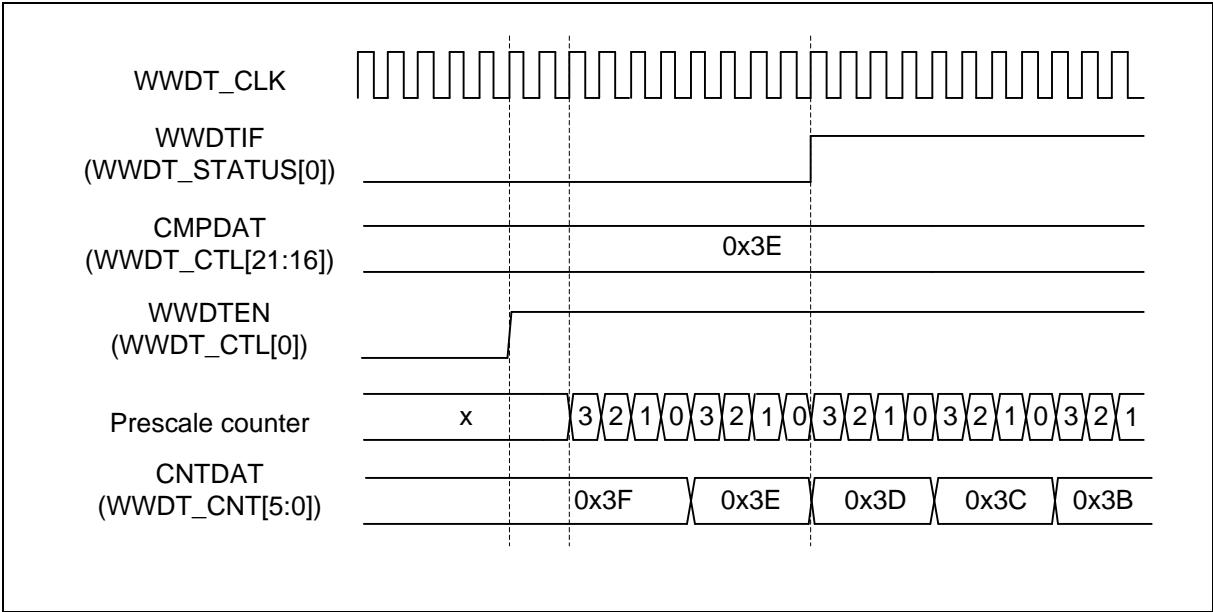 WWDT_CLK
WWDTIF
(WWDT_STATUS[0])
CMPDAT
(WWDT_CTL[21:16])
0x3E
WWDTEN
(WWDT_CTL[0])
Prescale counter x 3 2 1 0 3 2 1 0 3 2 1 0 3 2 1 0 3 2 1
CNTDAT
(WWDT_CNT[5:0])
0x3F 0x3E 0x3D 0x3C 0x3B